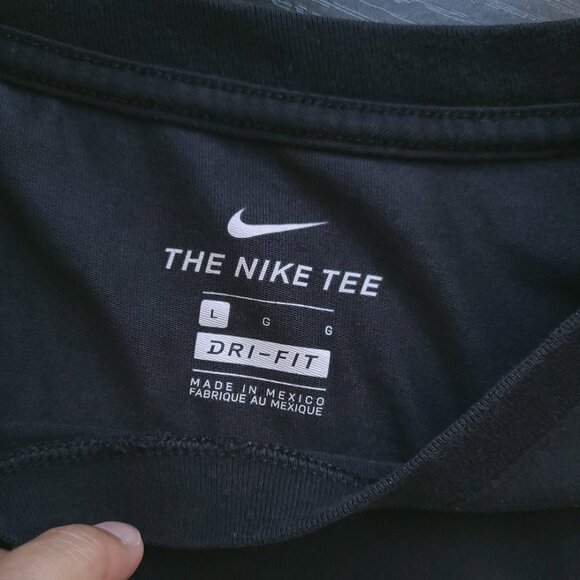 THE NIKE TEE
L G G
DRI-FIT
MADE IN MEXICO
FABRIQUE AU MEXIQUE